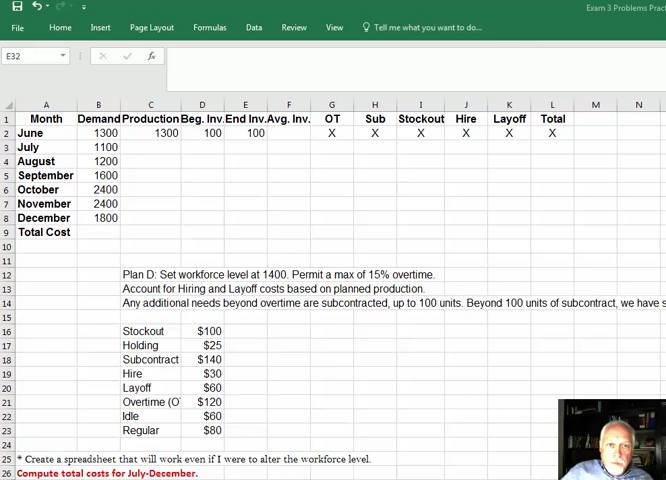 Exam 3 Problems Prac
File Home Insert Page Layout Formulas Data Review View Tell me what you want to do...
E32 fx
A B C D E F G H I J K L M N
1 Month Demand Production Beg. Inv. End Inv. Avg. Inv. OT Sub Stockout Hire Layoff Total
2 June 1300 1300 100 100 X X X X X X
3 July 1100
4 August 1200
5 September 1600
6 October 2400
7 November 2400
8 December 1800
9 Total Cost
10
11
12 Plan D: Set workforce level at 1400. Permit a max of 15% overtime.
13 Account for Hiring and Layoff costs based on planned production.
14 Any additional needs beyond overtime are subcontracted, up to 100 units. Beyond 100 units of subcontract, we have s
15
16 Stockout $100
17 Holding $25
18 Subcontract $140
19 Hire $30
20 Layoff $60
21 Overtime (O $120
22 Idle $60
23 Regular $80
24
25 * Create a spreadsheet that will work even if I were to alter the workforce level.
26 Compute total costs for July-December.